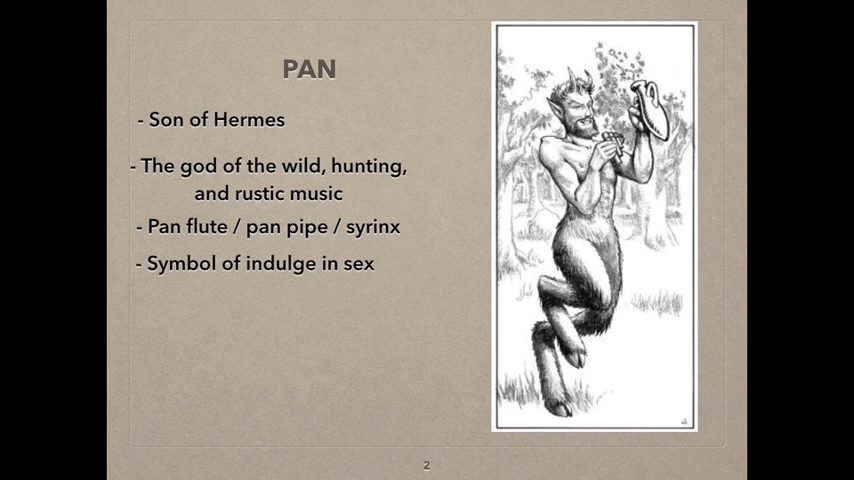 PAN
- Son of Hermes
- The god of the wild, hunting,
and rustic music
- Pan flute / pan pipe / syrinx
- Symbol of indulge in sex
2